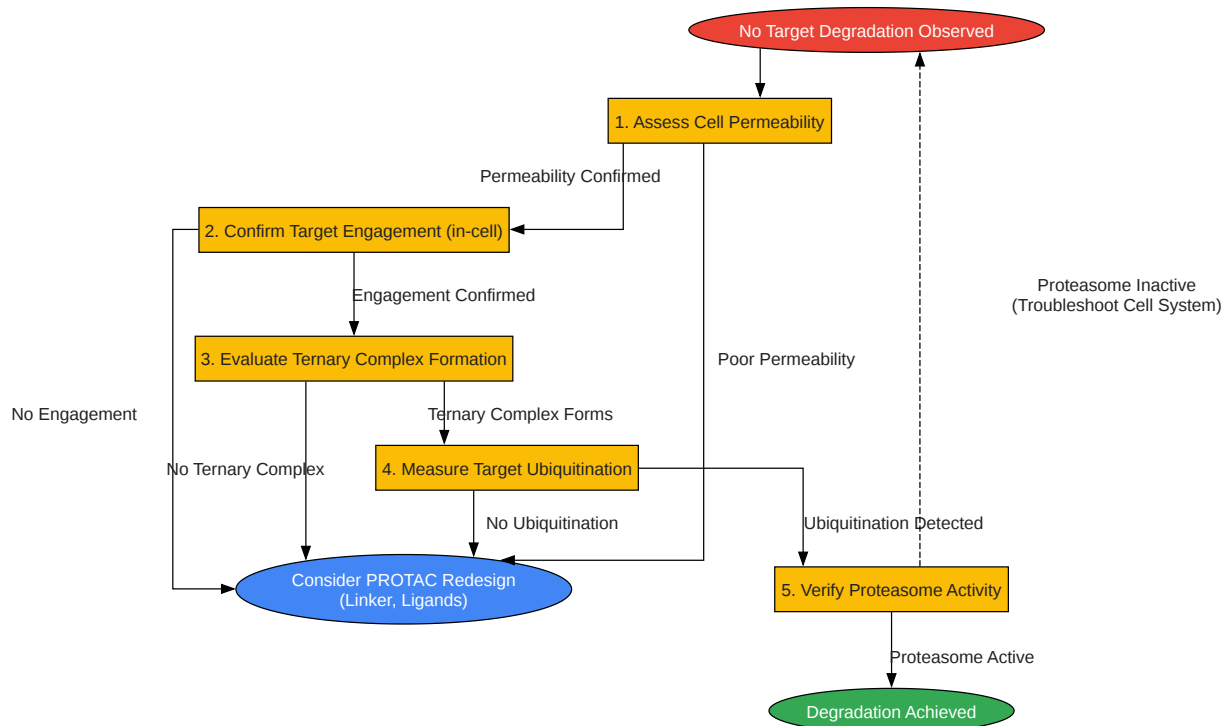 No Target Degradation Observed
1. Assess Cell Permeability
Permeability Confirmed
2. Confirm Target Engagement (in-cell)
Engagement Confirmed
Proteasome Inactive
(Troubleshoot Cell System)
3. Evaluate Ternary Complex Formation
Poor Permeability
No Engagement
Ternary Complex Forms
No Ternary Complex
4. Measure Target Ubiquitination
No Ubiquitination
Ubiquitination Detected
Consider PROTAC Redesign
(Linker, Ligands)
5. Verify Proteasome Activity
Proteasome Active
Degradation Achieved